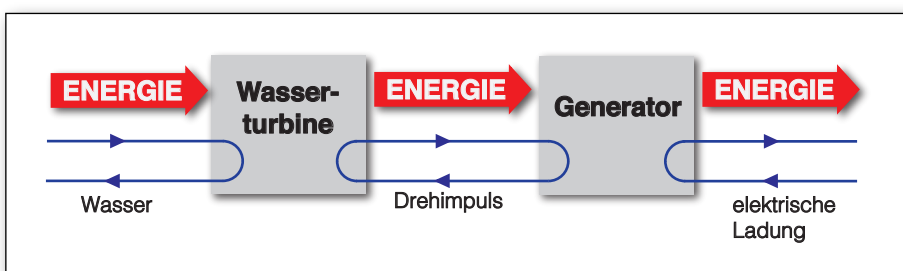 ENERGIE
Wasser-
turbine
ENERGIE
Generator
ENERGIE
Wasser
Drehimpuls
elektrische
Ladung